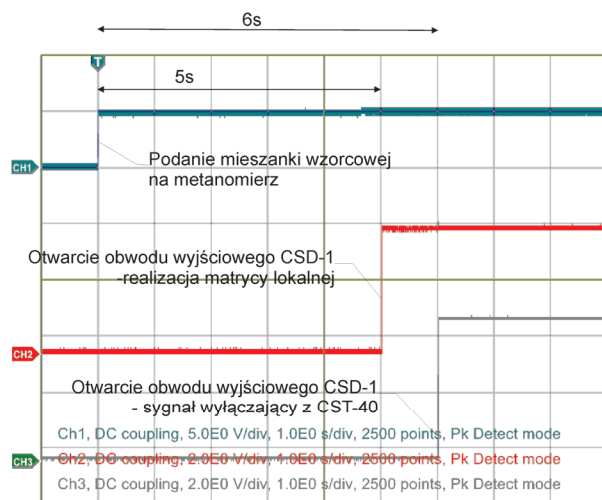 6s
T
5s
CH1
Podanie mieszanki wzorcowej
na metanomierz
Otwarcie obwodu wyjściowego CSD-1
-realizacja matrycy lokalnej
CH2
Otwarcie obwodu wyjściowego CSD-1
- sygnał wyłączający z CST-40
Ch1, DC coupling, 5.0E0 V/div, 1.0E0 s/div, 2500 points, Pk Detect mode
CH3
Ch2, DC coupling, 2.0E0 V/div, 1.0E0 s/div, 2500 points, Pk Detect mode
Ch3, DC coupling, 2.0E0 V/div, 1.0E0 s/div, 2500 points, Pk Detect mode